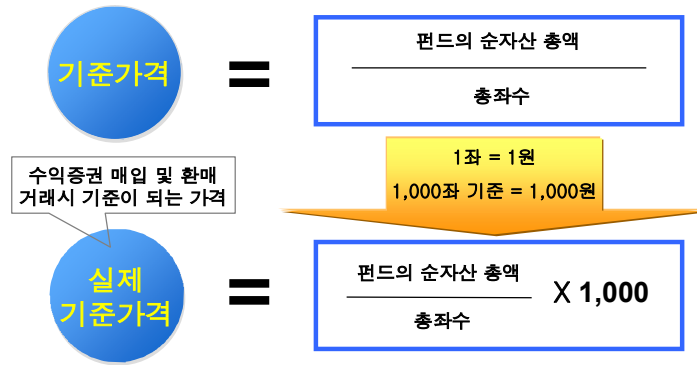 기준가격
=
펀드의 순자산 총액
총좌수
1좌 = 1원
1,000좌 기준 = 1,000원
수익증권 매입 및 환매
거래시 기준이 되는 가격
실제
기준가격
=
펀드의 순자산 총액
총좌수
X 1,000